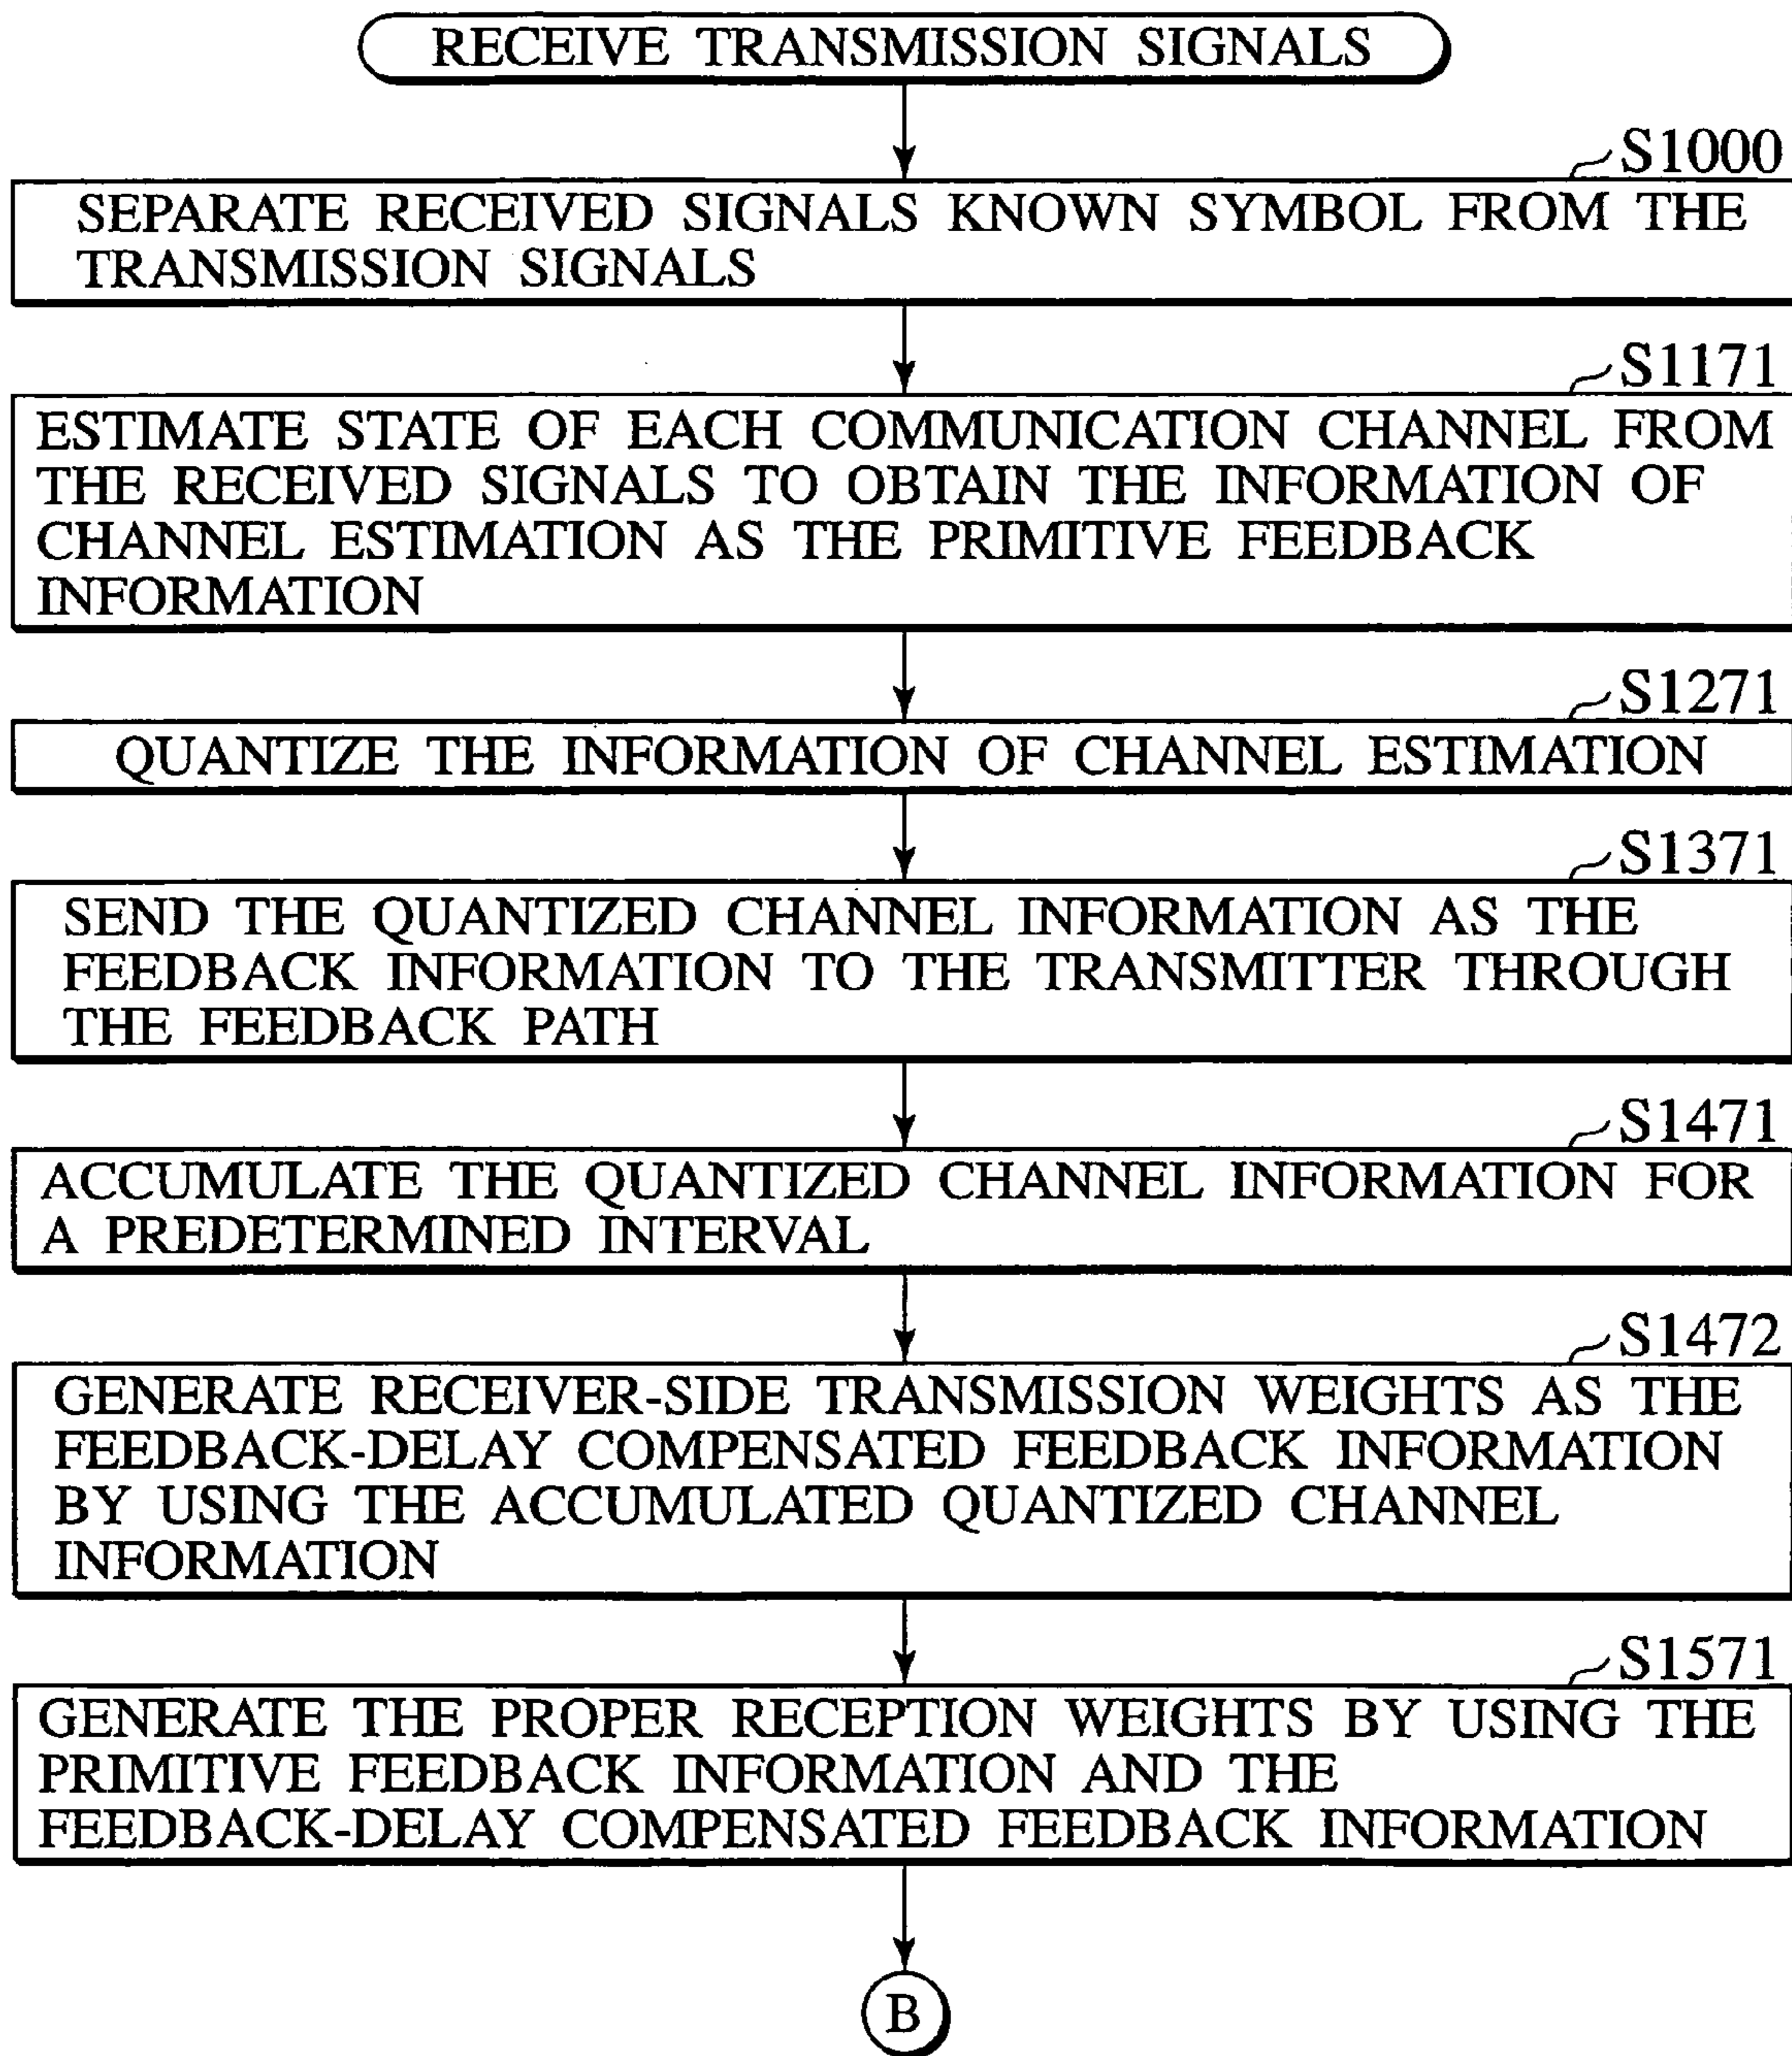 RECEIVE TRANSMISSION SIGNALS
S1000
SEPARATE RECEIVED SIGNALS KNOWN SYMBOL FROM THE
TRANSMISSION SIGNALS
S1171
ESTIMATE STATE OF EACH COMMUNICATION CHANNEL FROM
THE RECEIVED SIGNALS TO OBTAIN THE INFORMATION OF
CHANNEL ESTIMATION AS THE PRIMITIVE FEEDBACK
INFORMATION
S1271
QUANTIZE THE INFORMATION OF CHANNEL ESTIMATION
S1371
SEND THE QUANTIZED CHANNEL INFORMATION AS THE
FEEDBACK INFORMATION TO THE TRANSMITTER THROUGH
THE FEEDBACK PATH
S1471
ACCUMULATE THE QUANTIZED CHANNEL INFORMATION FOR
A PREDETERMINED INTERVAL
S1472
GENERATE RECEIVER-SIDE TRANSMISSION WEIGHTS AS THE
FEEDBACK-DELAY COMPENSATED FEEDBACK INFORMATION
BY USING THE ACCUMULATED QUANTIZED CHANNEL
INFORMATION
S1571
GENERATE THE PROPER RECEPTION WEIGHTS BY USING THE
PRIMITIVE FEEDBACK INFORMATION AND THE
FEEDBACK-DELAY COMPENSATED FEEDBACK INFORMATION
B